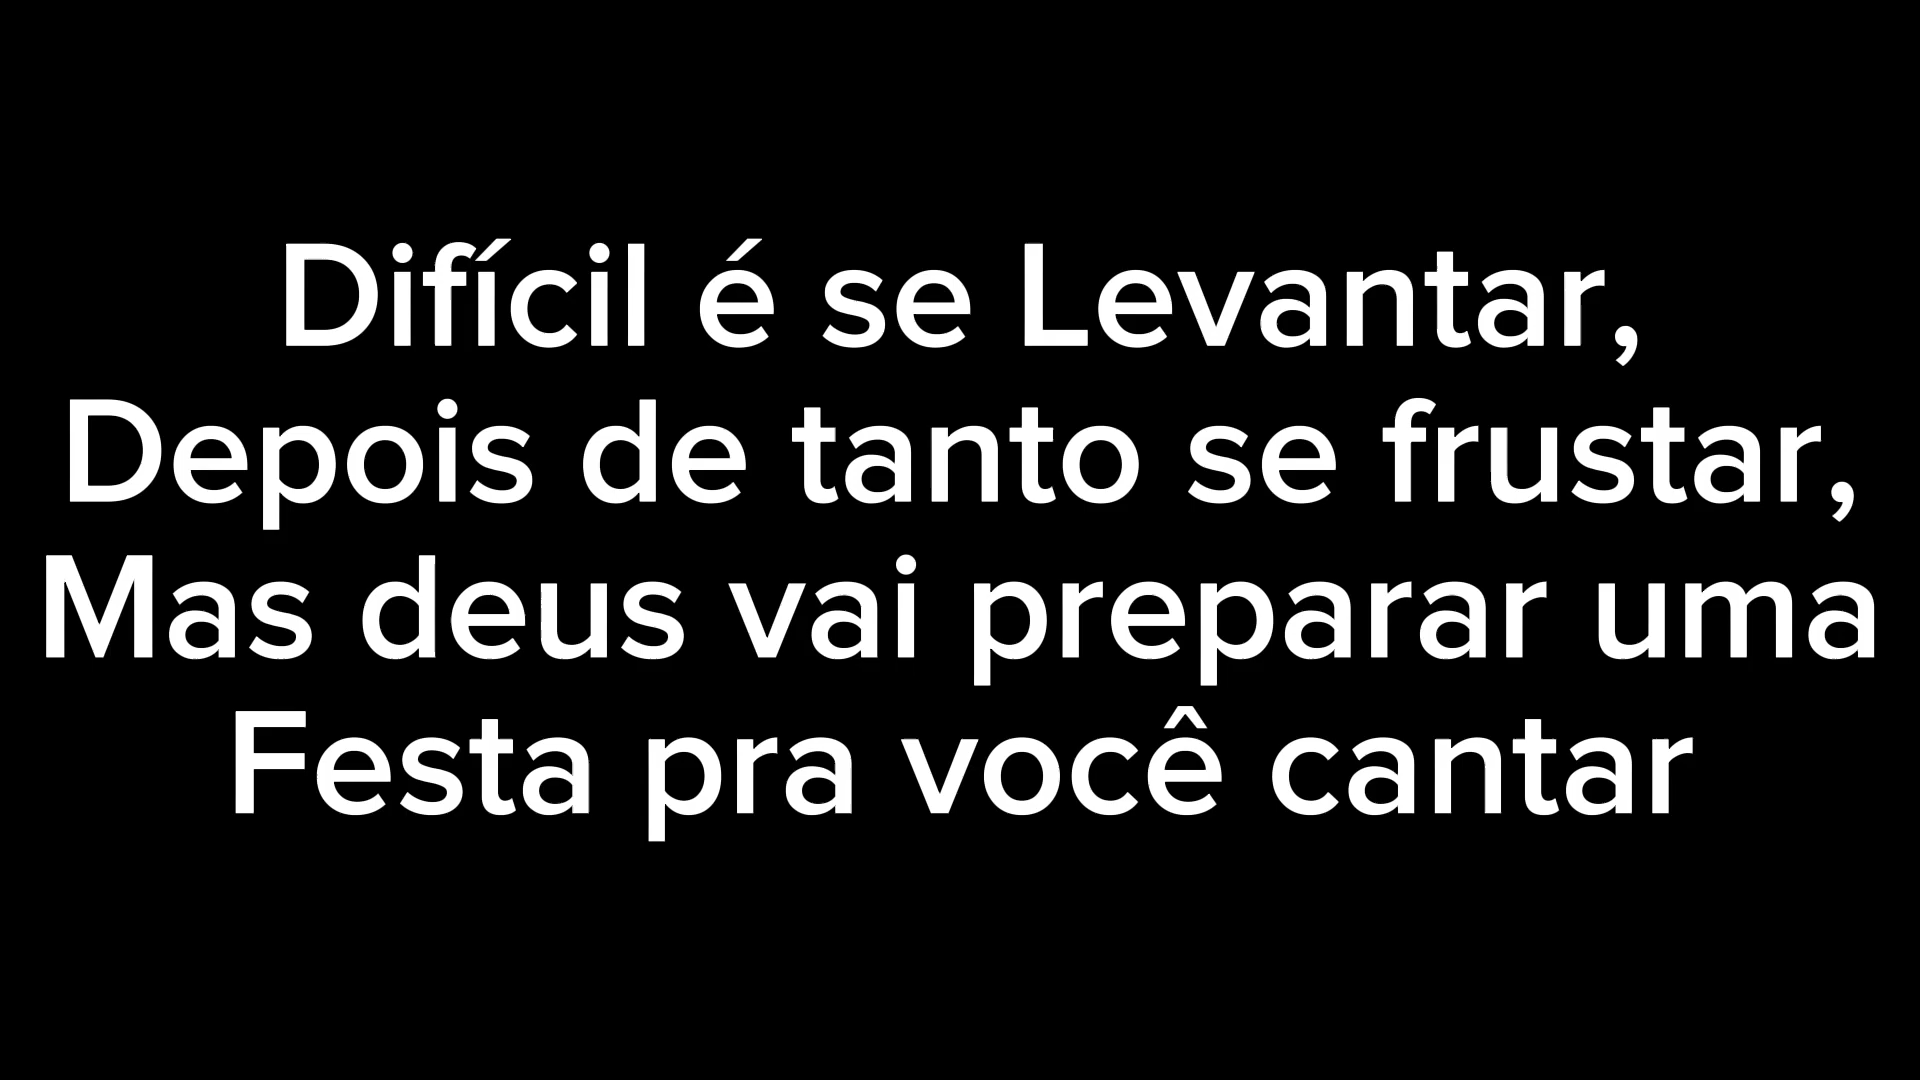 Difícil é se Levantar,
Depois de tanto se frustar,
Mas deus vai preparar uma
Festa pra você cantar